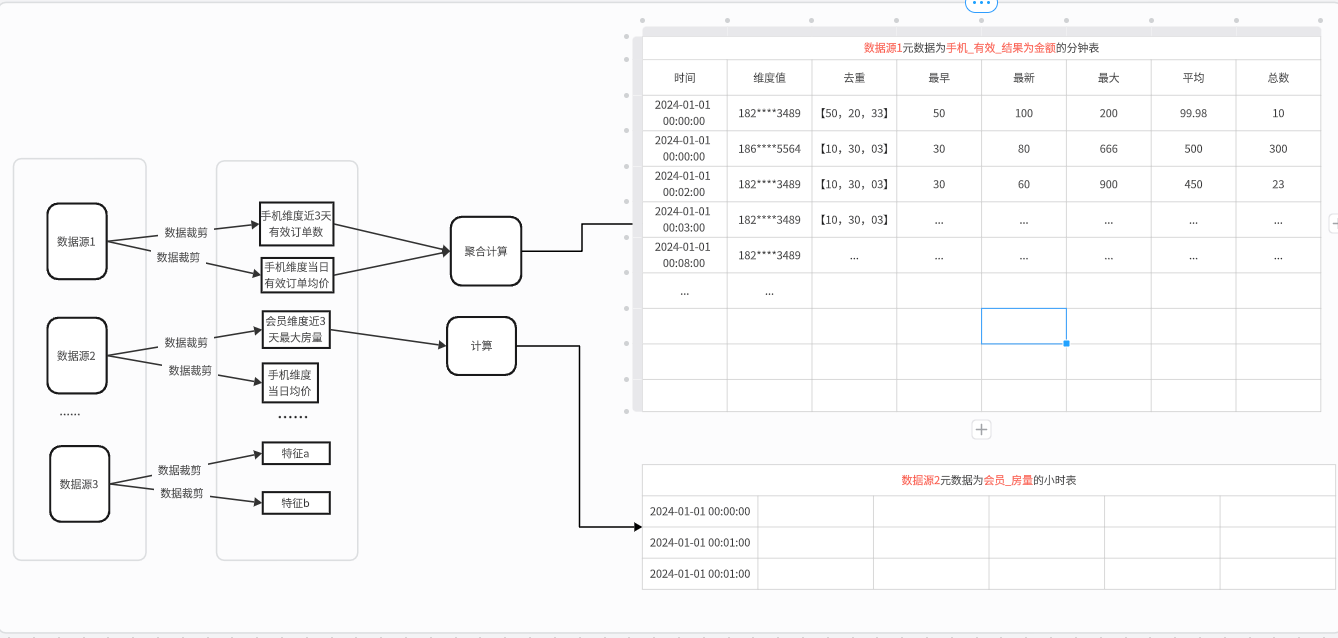 数据源1
数据裁剪
数据裁剪
手机维度近3天
有效订单数
手机维度当日
有效订单均价
聚合计算
数据源2
数据裁剪
数据裁剪
会员维度近3
天最大房量
手机维度
当日均价
计算
......
......
数据源3
数据裁剪
数据裁剪
特征a
特征b
数据源1元数据为手机_有效_结果为金额的分钟表
时间 维度值 去重 最早 最新 最大 平均 总数
2024-01-01
00:00:00 182****3489 【50，20，33】 50 100 200 99.98 10
2024-01-01
00:00:00 186****5564 【10，30，03】 30 80 666 500 300
2024-01-01
00:02:00 182****3489 【10，30，03】 30 60 900 450 23
2024-01-01
00:03:00 182****3489 【10，30，03】 ... ... ... ... ...
2024-01-01
00:08:00 182****3489 ... ... ... ... ... ...
... ...
数据源2元数据为会员_房量的小时表
2024-01-01 00:00:00
2024-01-01 00:01:00
2024-01-01 00:01:00